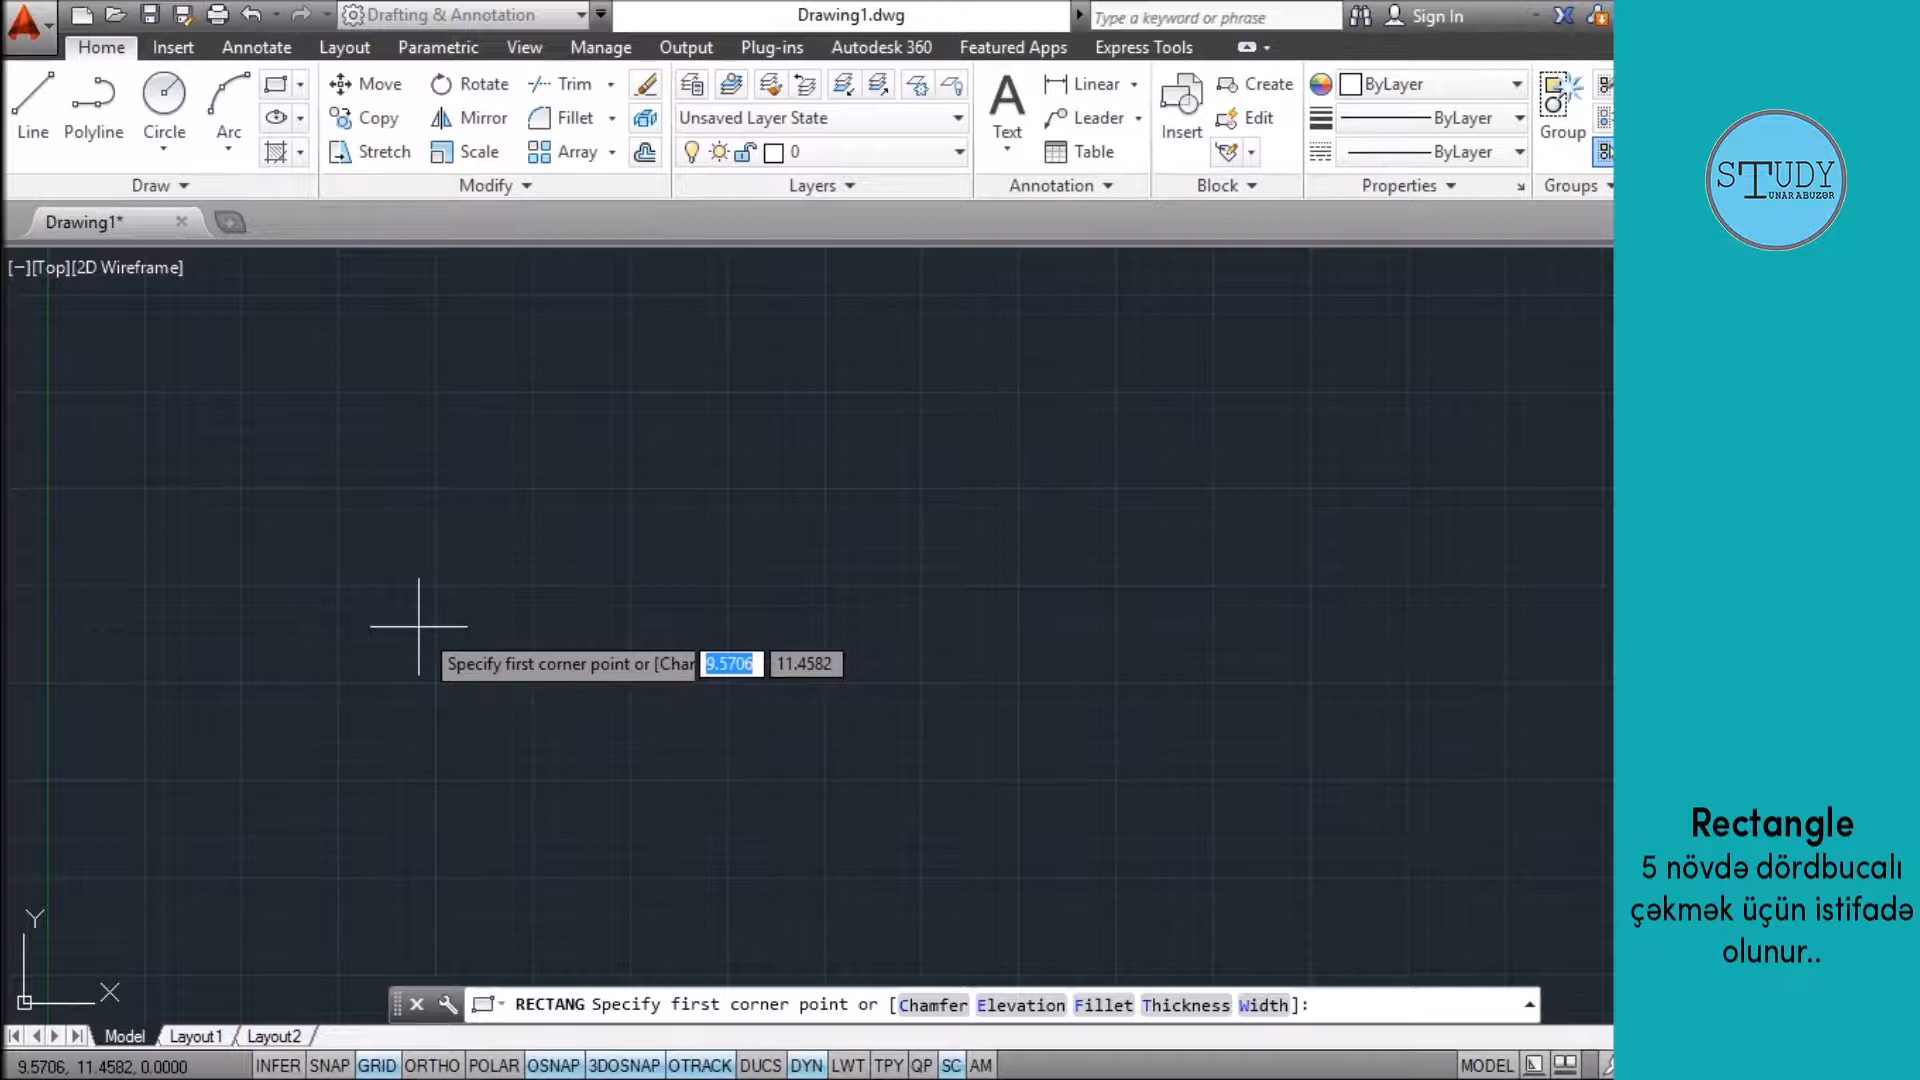 Drafting & Annotation
Drawing1.dwg
Type a keyword or phrase
Sign In
Home Insert Annotate Layout Parametric View Manage Output Plug-ins Autodesk 360 Featured Apps Express Tools
Line Polyline Circle Arc
Move Rotate Trim
Copy Mirror Fillet
Stretch Scale Array
Unsaved Layer State
0
Text
Linear
Leader
Table
Insert
Create
Edit
ByLayer
ByLayer
ByLayer
Group
Draw Modify Layers Annotation Block Properties Groups
Drawing1*
[−][Top][2D Wireframe]
Specify first corner point or [Char 9.5706 11.4582
Y
X
RECTANG Specify first corner point or [Chamfer Elevation Fillet Thickness Width]:
Model Layout1 Layout2
9.5706, 11.4582, 0.0000 INFER SNAP GRID ORTHO POLAR OSNAP 3DOSNAP OTRACK DUCS DYN LWT TPY QP SC AM MODEL
STUDY
UNAR ABUZƏR
Rectangle
5 növdə dördbucalı
çəkmək üçün istifadə
olunur..